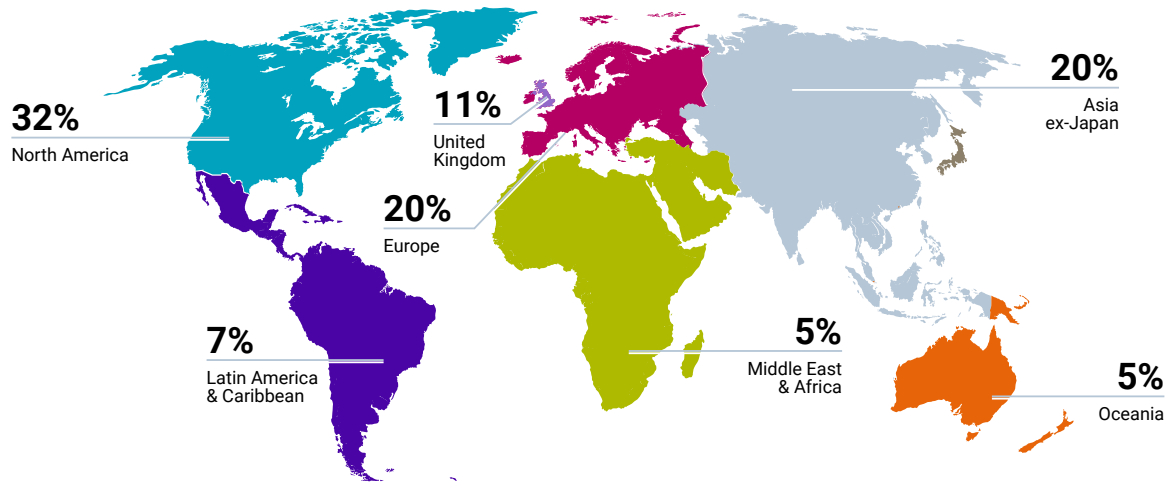 32%
North America
11%
United
Kingdom
20%
Europe
20%
Asia
ex-Japan
7%
Latin America
& Caribbean
5%
Middle East
& Africa
5%
Oceania